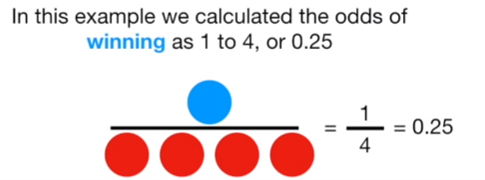 In this example we calculated the odds of
winning as 1 to 4, or 0.25
= 1/4 = 0.25